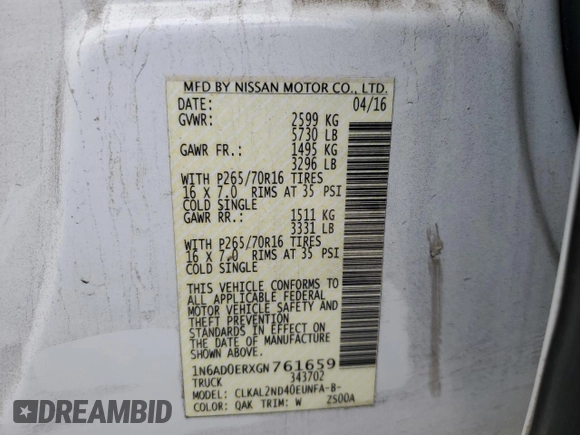 MFD BY NISSAN MOTOR CO., LTD.
DATE: 04/16
GVWR: 2599 KG
5730 LB
GAWR FR.: 1495 KG
3296 LB
WITH P265/70R16 TIRES
16 X 7.0 RIMS AT 35 PSI
COLD SINGLE
GAWR RR.: 1511 KG
3331 LB
WITH P265/70R16 TIRES
16 X 7.0 RIMS AT 35 PSI
COLD SINGLE
THIS VEHICLE CONFORMS TO
ALL APPLICABLE FEDERAL
MOTOR VEHICLE SAFETY AND
THEFT PREVENTION
STANDARDS IN EFFECT ON
THE DATE OF MANUFACTURE
SHOWN ABOVE.
1N6AD0ERXGN761659
TRUCK 343702
MODEL: CLKAL2ND40EUNFA-B-
COLOR: QAK TRIM: W ZS00A
© AUTOBIDCAR